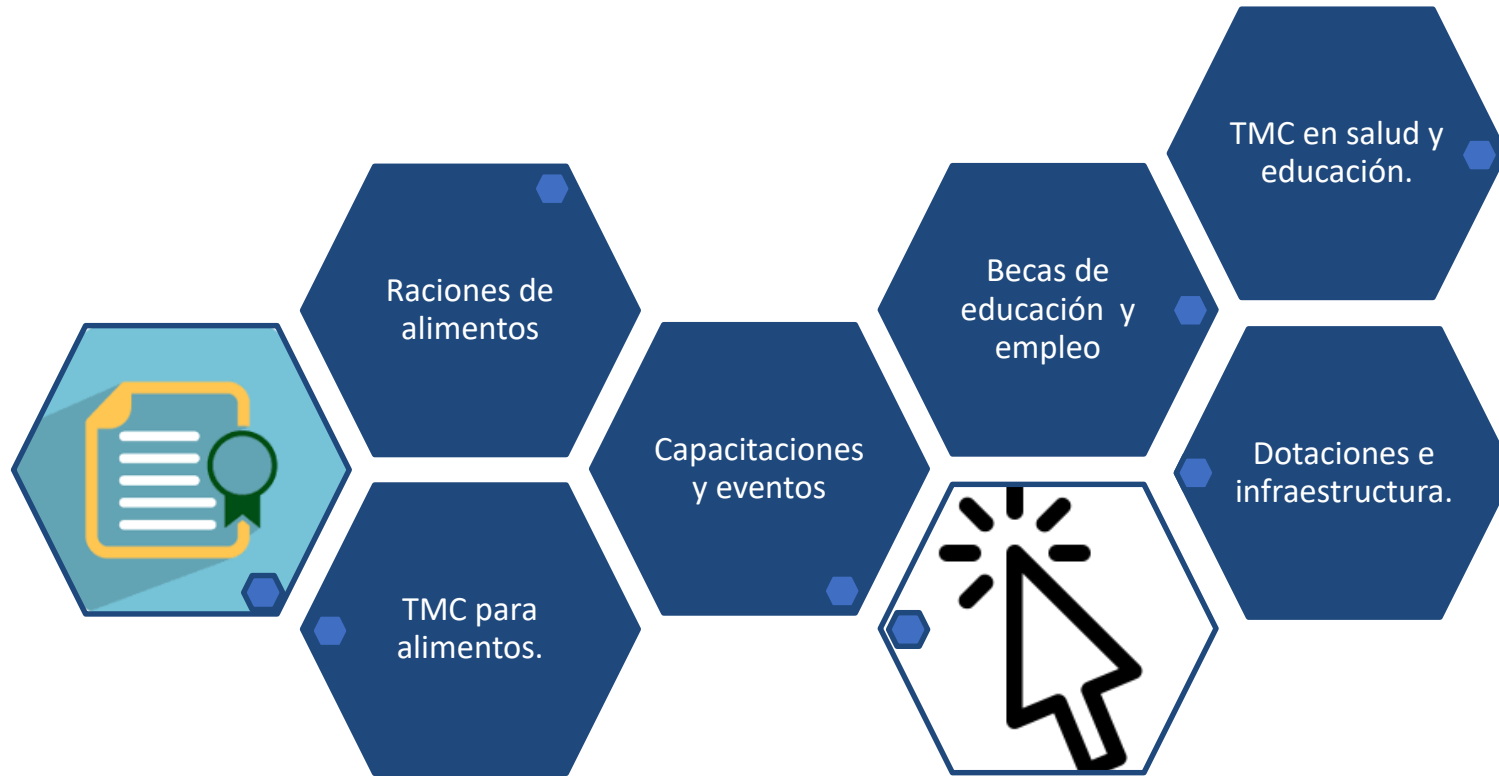 Raciones de
alimentos
TMC para
alimentos.
Capacitaciones
y eventos
Becas de
educación y
empleo
TMC en salud y
educación.
Dotaciones e
infraestructura.